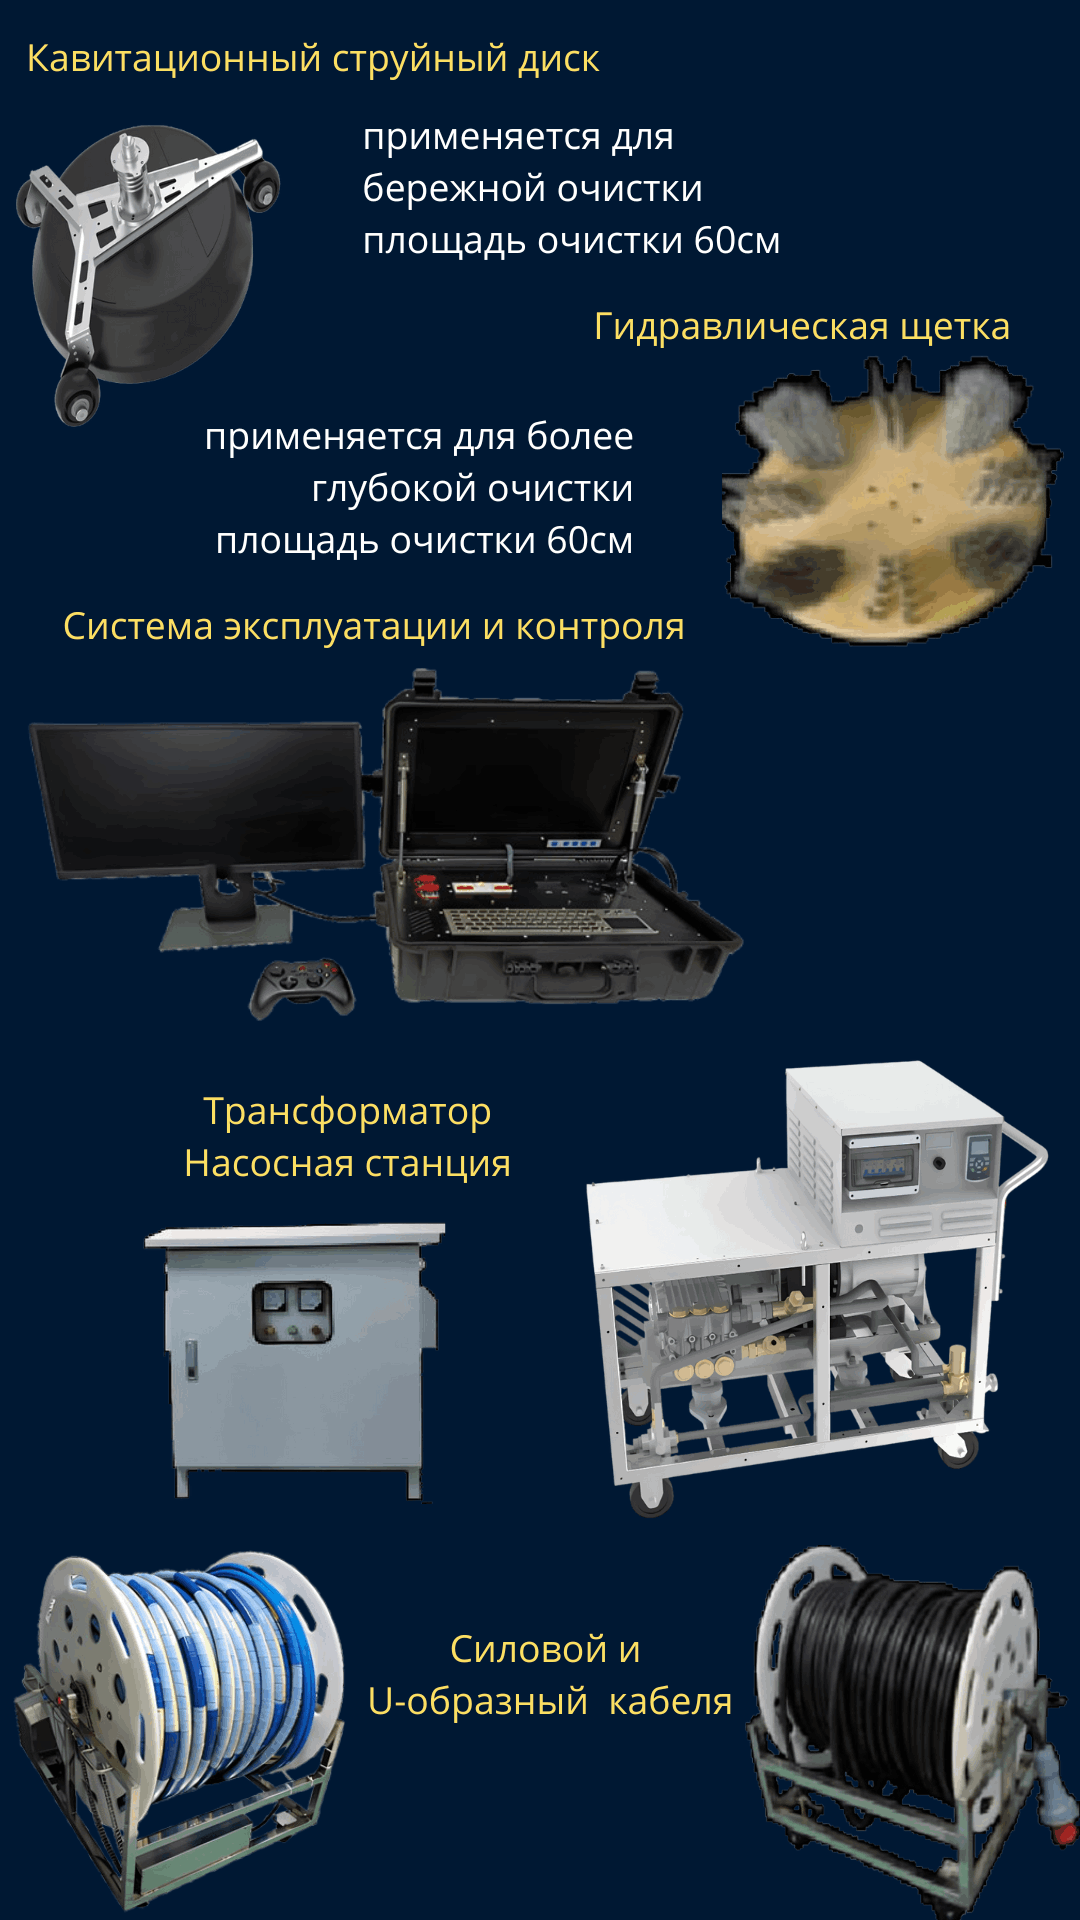 Кавитационный струйный диск
применяется для
бережной очистки
площадь очистки 60см
Гидравлическая щетка
применяется для более
глубокой очистки
площадь очистки 60см
Система эксплуатации и контроля
Трансформатор
Насосная станция
Силовой и
U-образный кабеля